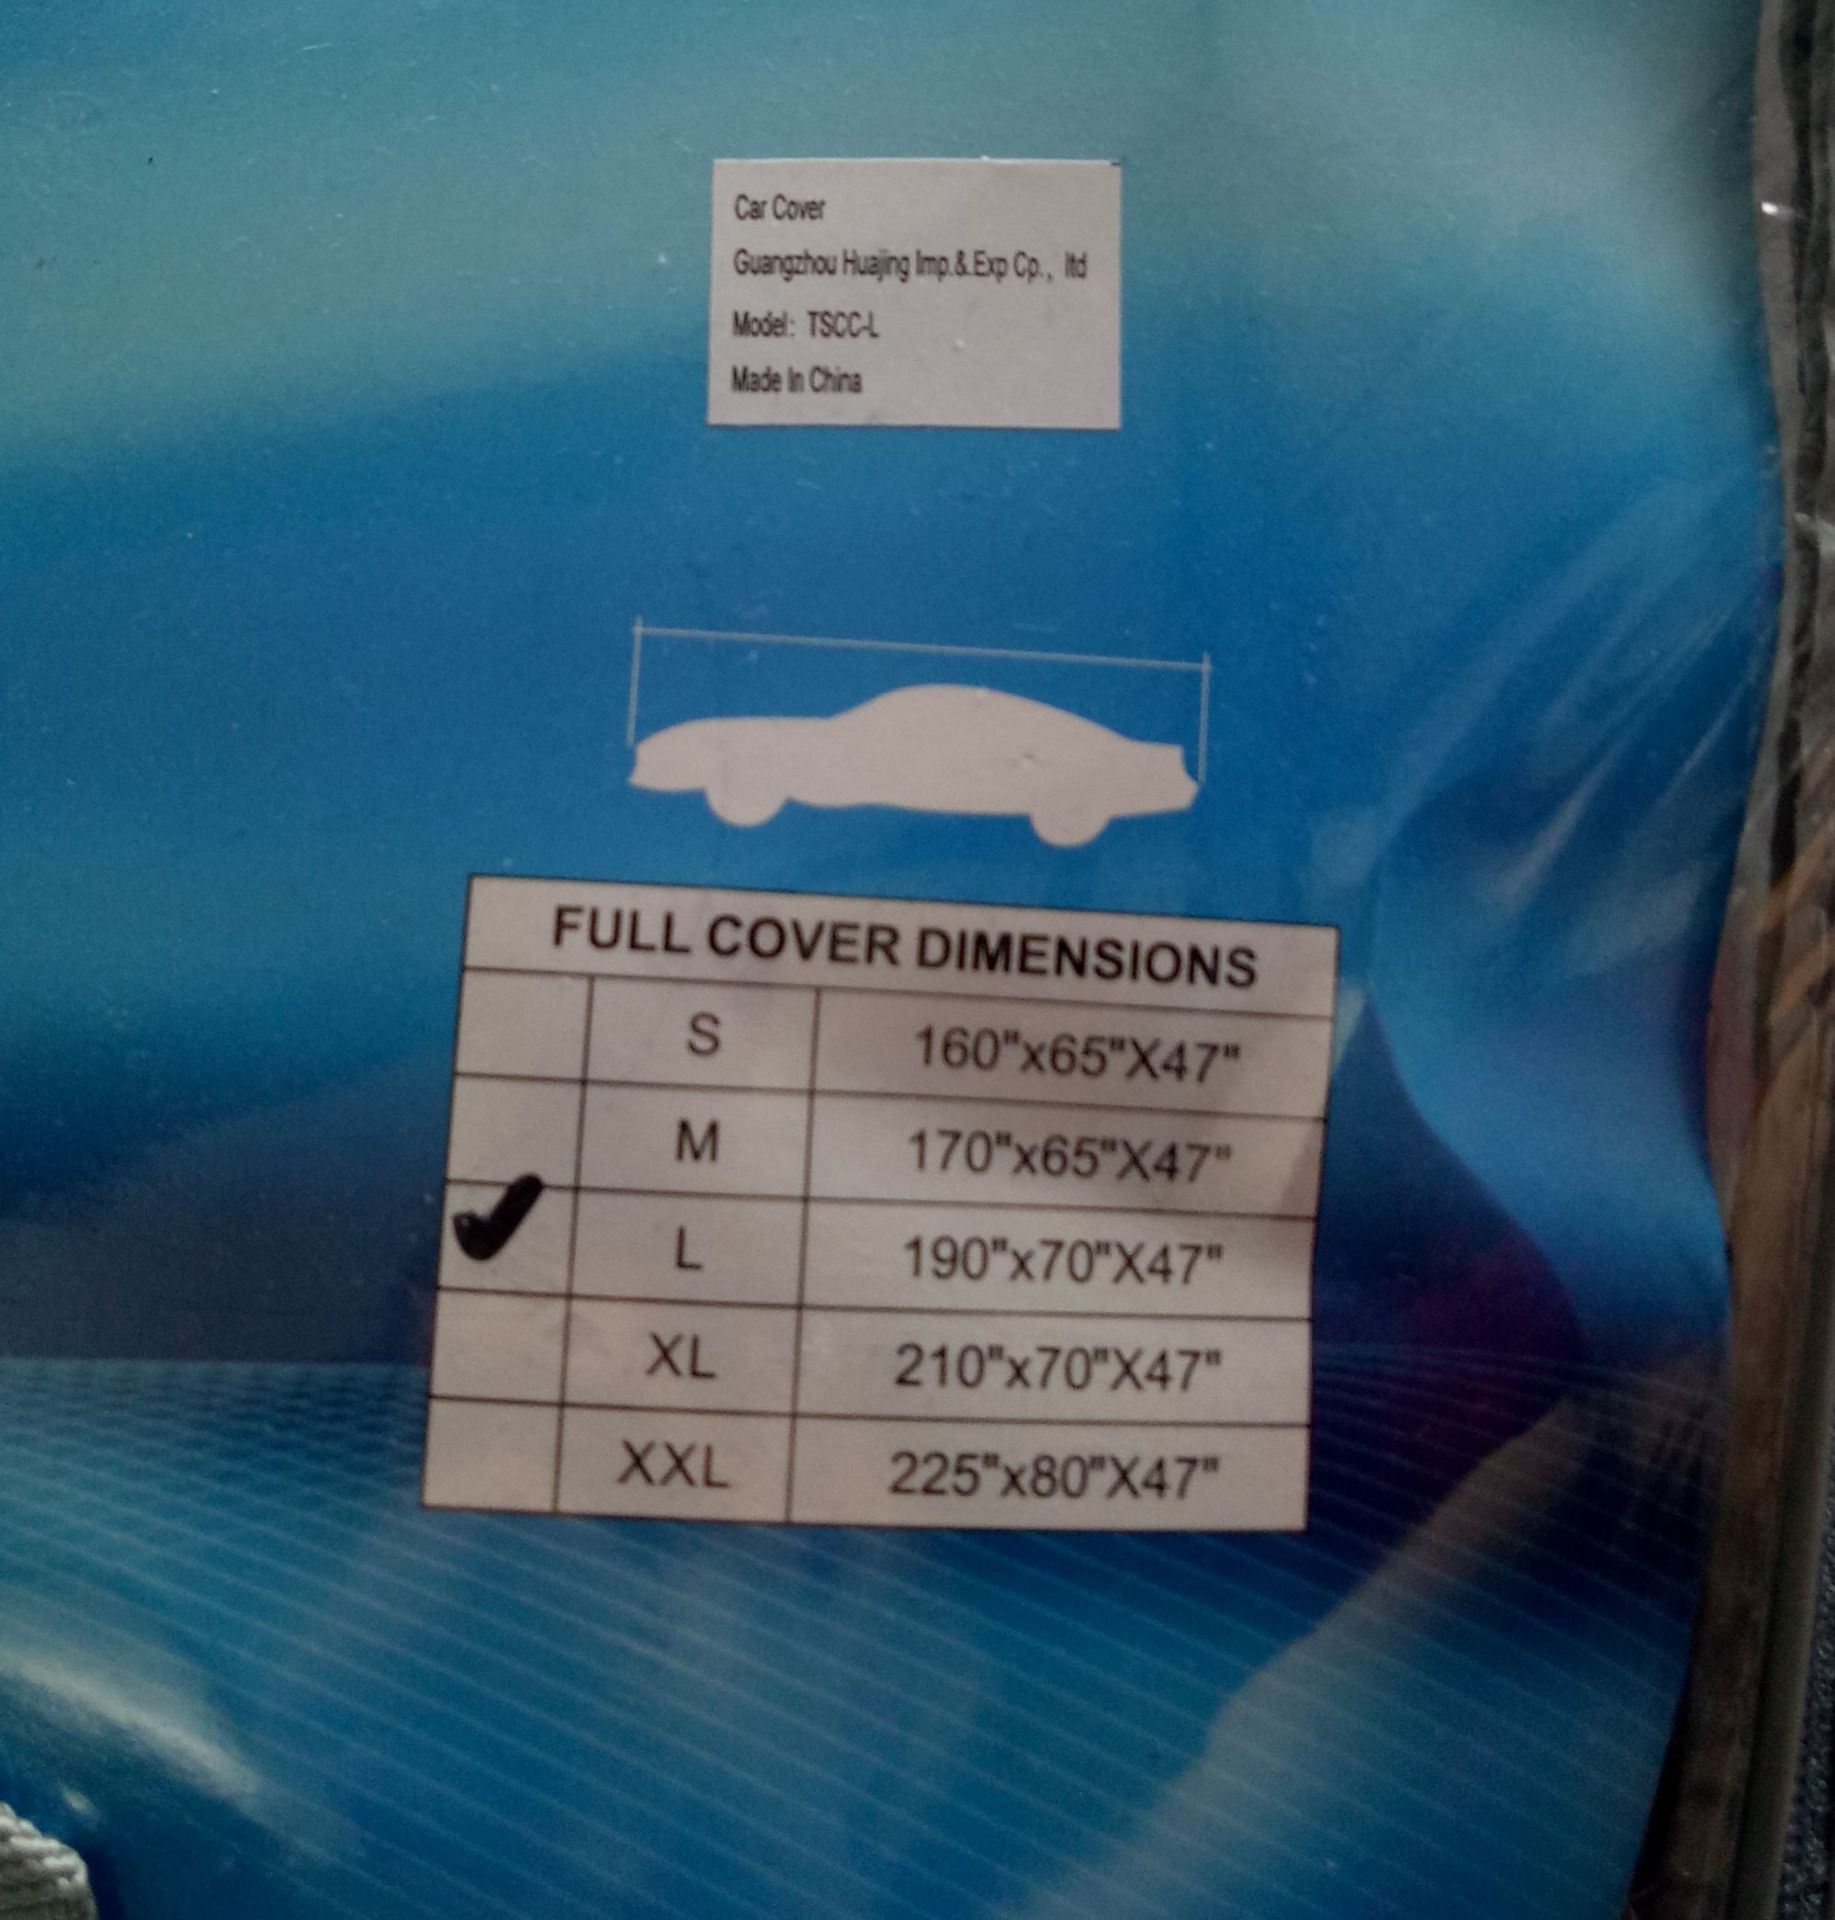 Car Cover
Guangzhou Huajing Imp.&.Exp Cp., ltd
Model: TSCC-L
Made In China
FULL COVER DIMENSIONS
S 160"x65"X47"
M 170"x65"X47"
L 190"x70"X47"
XL 210"x70"X47"
XXL 225"x80"X47"